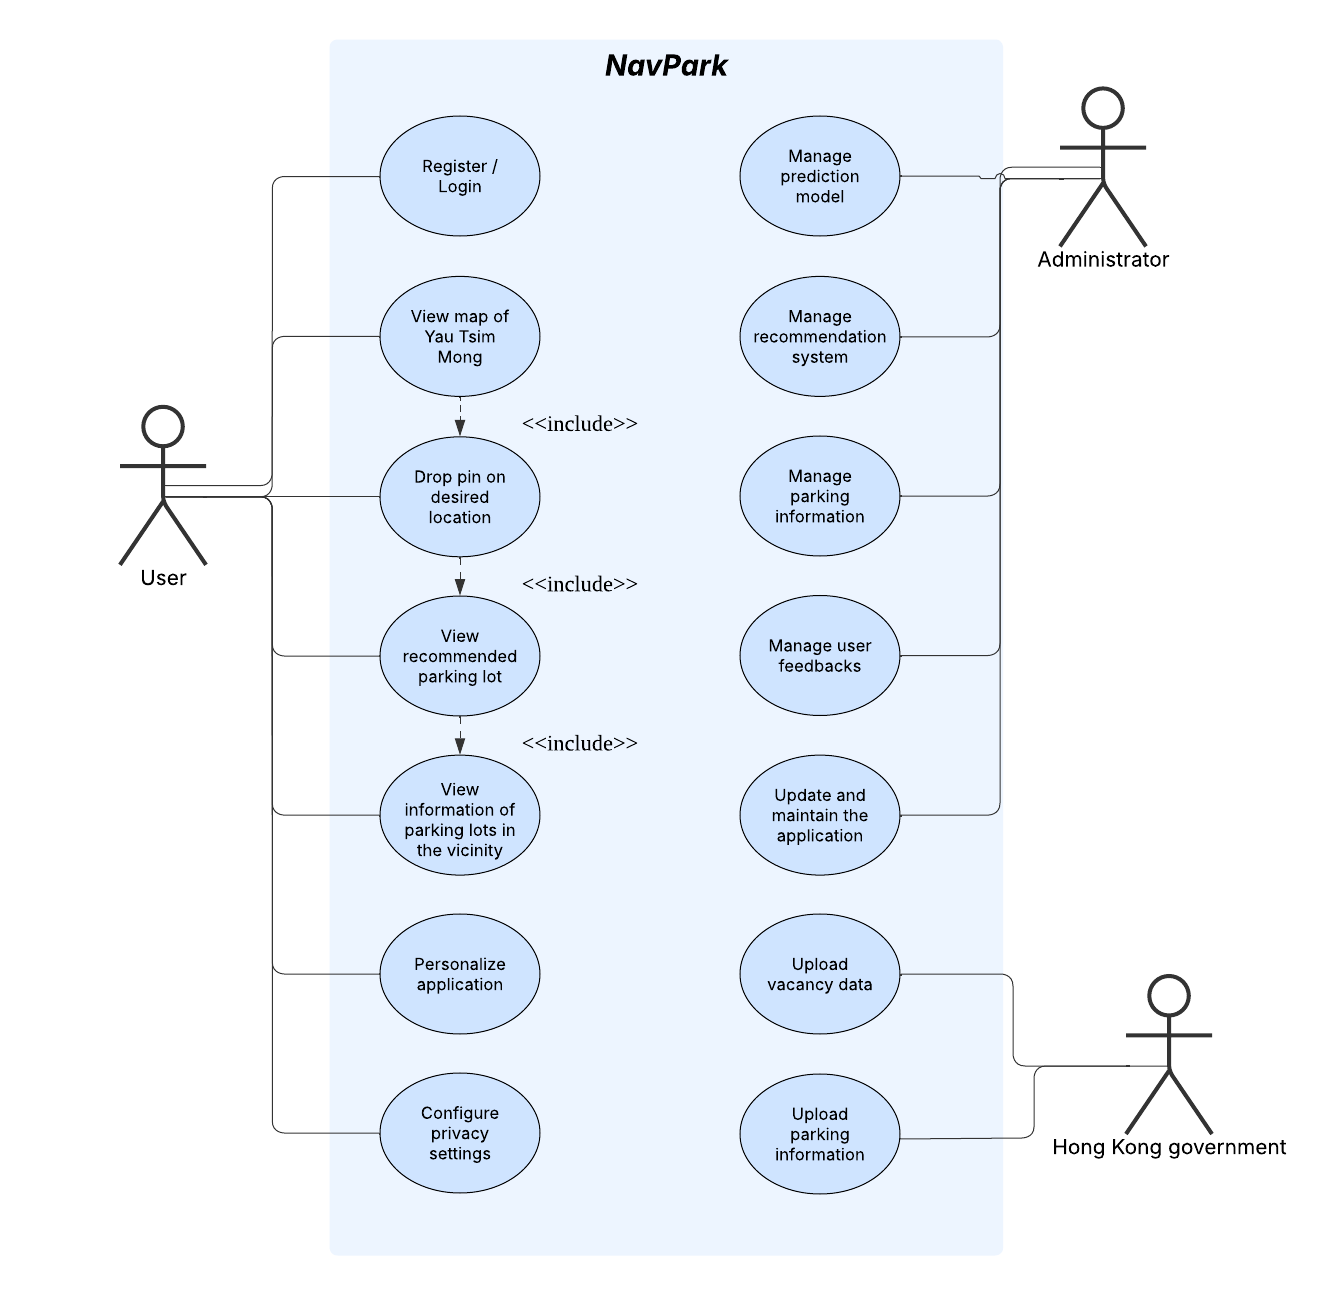 NavPark
Register /
Login
View map of
Yau Tsim
Mong
<<include>>
Drop pin on
desired
location
<<include>>
View
recommended
parking lot
<<include>>
View
information of
parking lots in
the vicinity
Personalize
application
Configure
privacy
settings
User
Manage
prediction
model
Manage
recommendation
system
Manage
parking
information
Manage user
feedbacks
Update and
maintain the
application
Upload
vacancy data
Upload
parking
information
Administrator
Hong Kong government